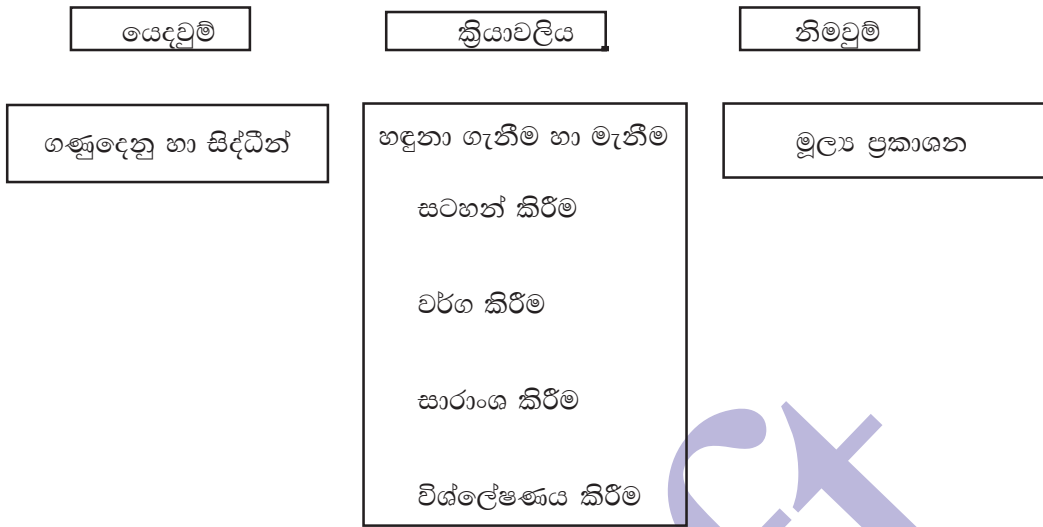 යෙදවුම්
ක්‍රියාවලිය
නිමවුම්
ගණුදෙනු හා සිද්ධීන්
හඳුනා ගැනීම හා මැනීම
සටහන් කිරීම
වර්ග කිරීම
සාරාංශ කිරීම
විශ්ලේෂණය කිරීම
මූල්‍ය ප්‍රකාශන